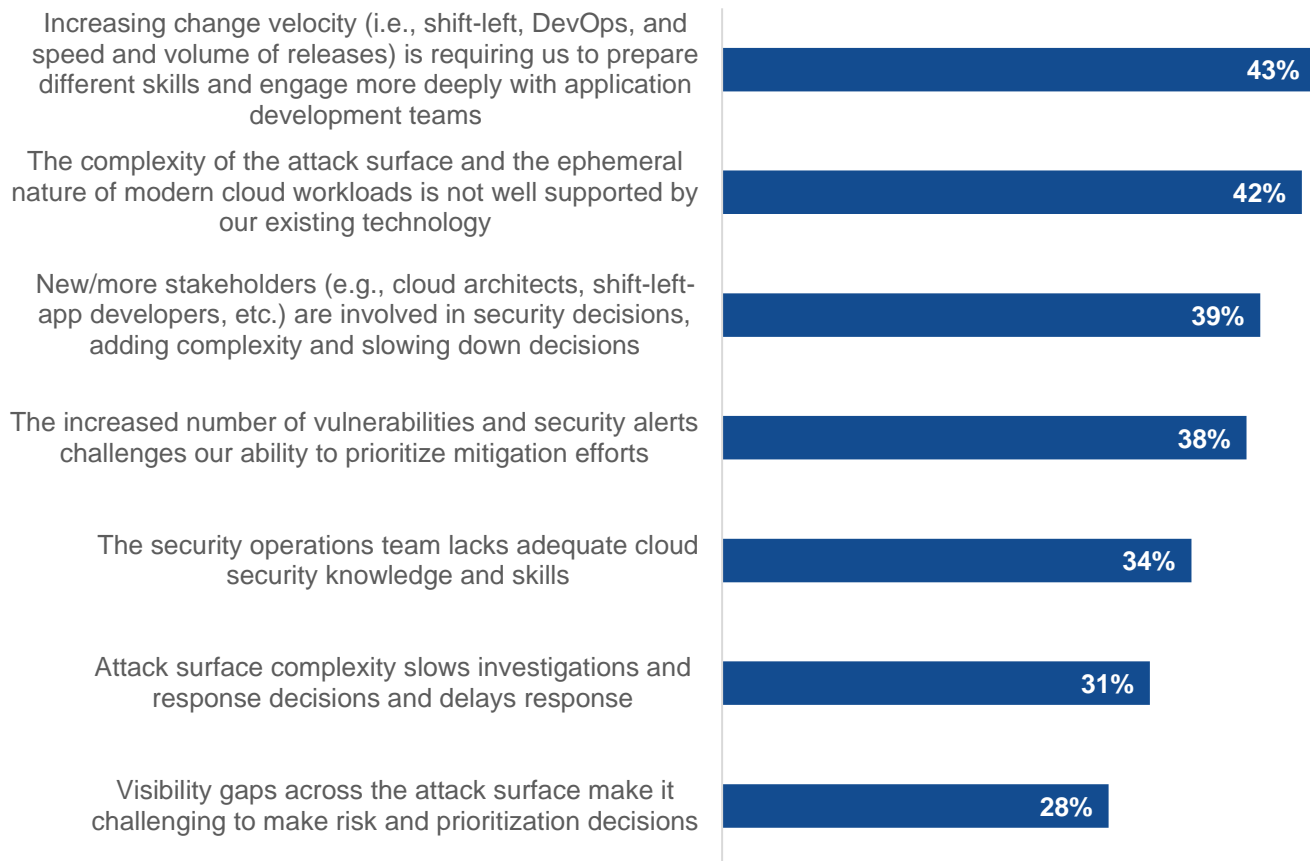 Increasing change velocity (i.e., shift-left, DevOps, and
speed and volume of releases) is requiring us to prepare
different skills and engage more deeply with application
development teams
43%
The complexity of the attack surface and the ephemeral
nature of modern cloud workloads is not well supported by
our existing technology
42%
New/more stakeholders (e.g., cloud architects, shift-left-
app developers, etc.) are involved in security decisions,
adding complexity and slowing down decisions
39%
The increased number of vulnerabilities and security alerts
challenges our ability to prioritize mitigation efforts
38%
The security operations team lacks adequate cloud
security knowledge and skills
34%
Attack surface complexity slows investigations and
response decisions and delays response
31%
Visibility gaps across the attack surface make it
challenging to make risk and prioritization decisions
28%